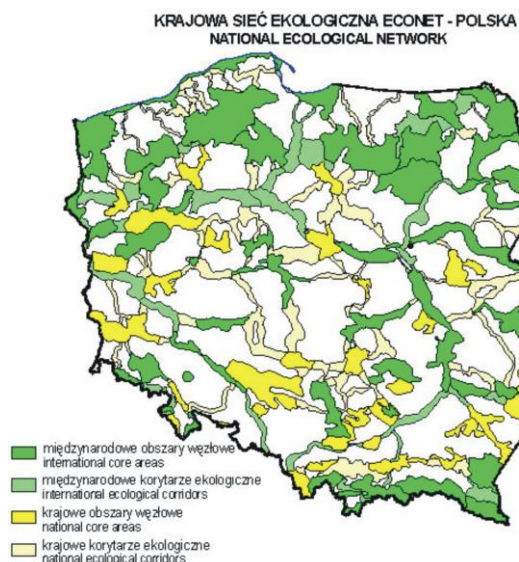 KRAJOWA SIEĆ EKOLOGICZNA ECONET - POLSKA
NATIONAL ECOLOGICAL NETWORK
międzynarodowe obszary węzłowe
international core areas
międzynarodowe korytarze ekologiczne
international ecological corridors
krajowe obszary węzłowe
national core areas
krajowe korytarze ekologiczne
national ecological corridors